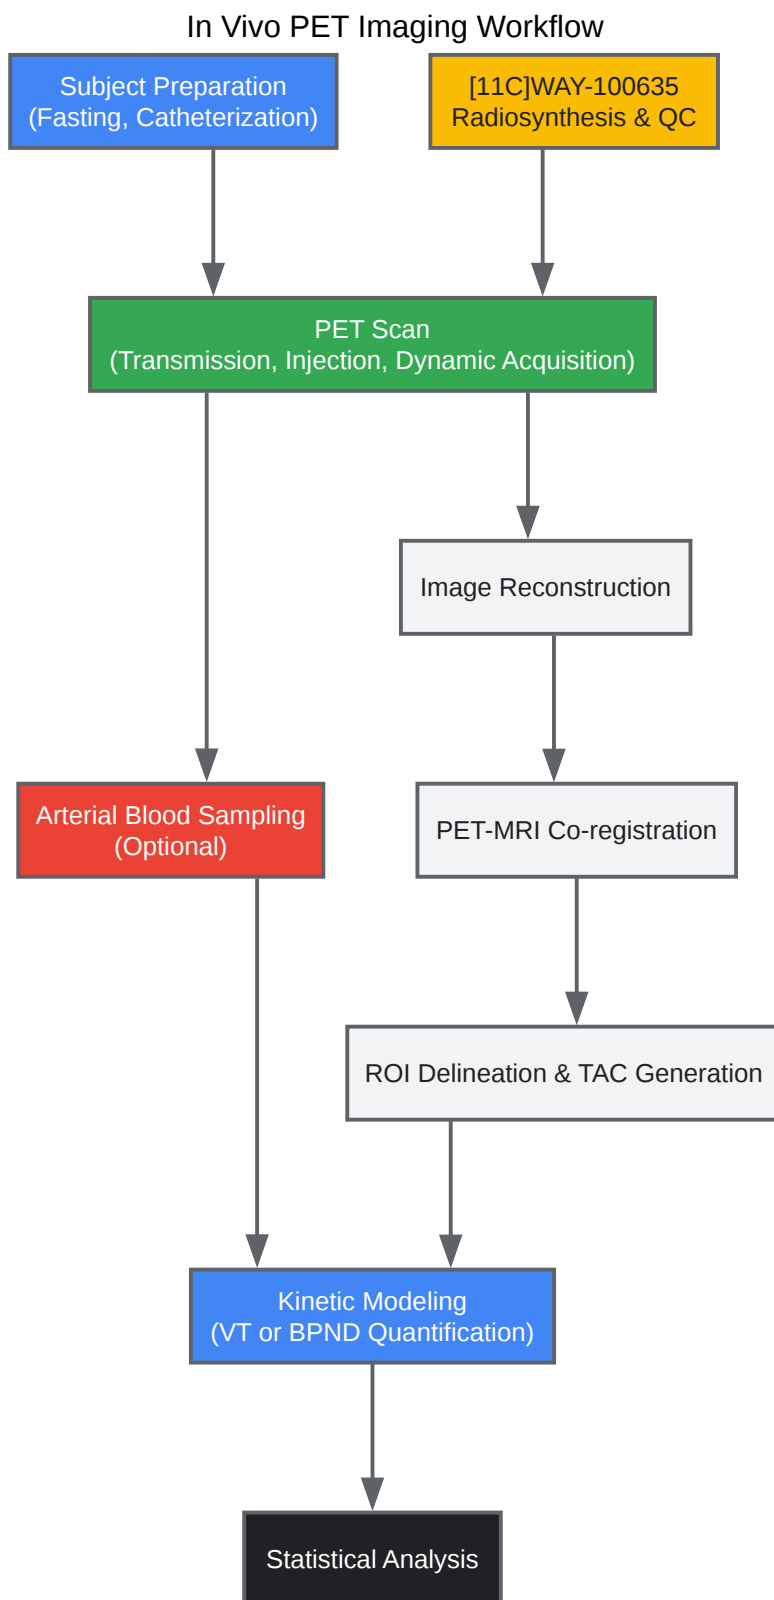 In Vivo PET Imaging Workflow
Subject Preparation
(Fasting, Catheterization)
[11C]WAY-100635
Radiosynthesis & QC
PET Scan
(Transmission, Injection, Dynamic Acquisition)
Image Reconstruction
Arterial Blood Sampling
(Optional)
PET-MRI Co-registration
ROI Delineation & TAC Generation
Kinetic Modeling
(VT or BPND Quantification)
Statistical Analysis